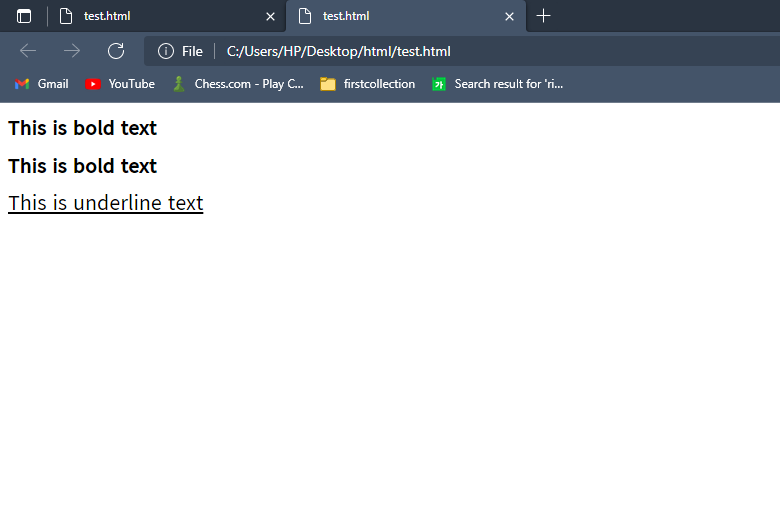 test.html
test.html
File C:/Users/HP/Desktop/html/test.html
Gmail YouTube Chess.com - Play C... firstcollection 가 Search result for 'ri...
This is bold text
This is bold text
This is underline text